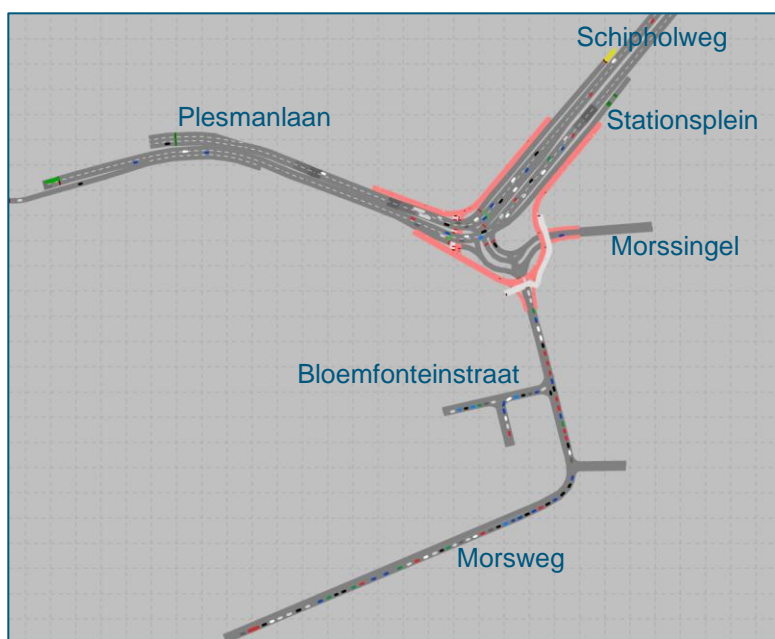 Schipholweg
Plesmanlaan
Stationsplein
Morssingel
Bloemfonteinstraat
Morsweg